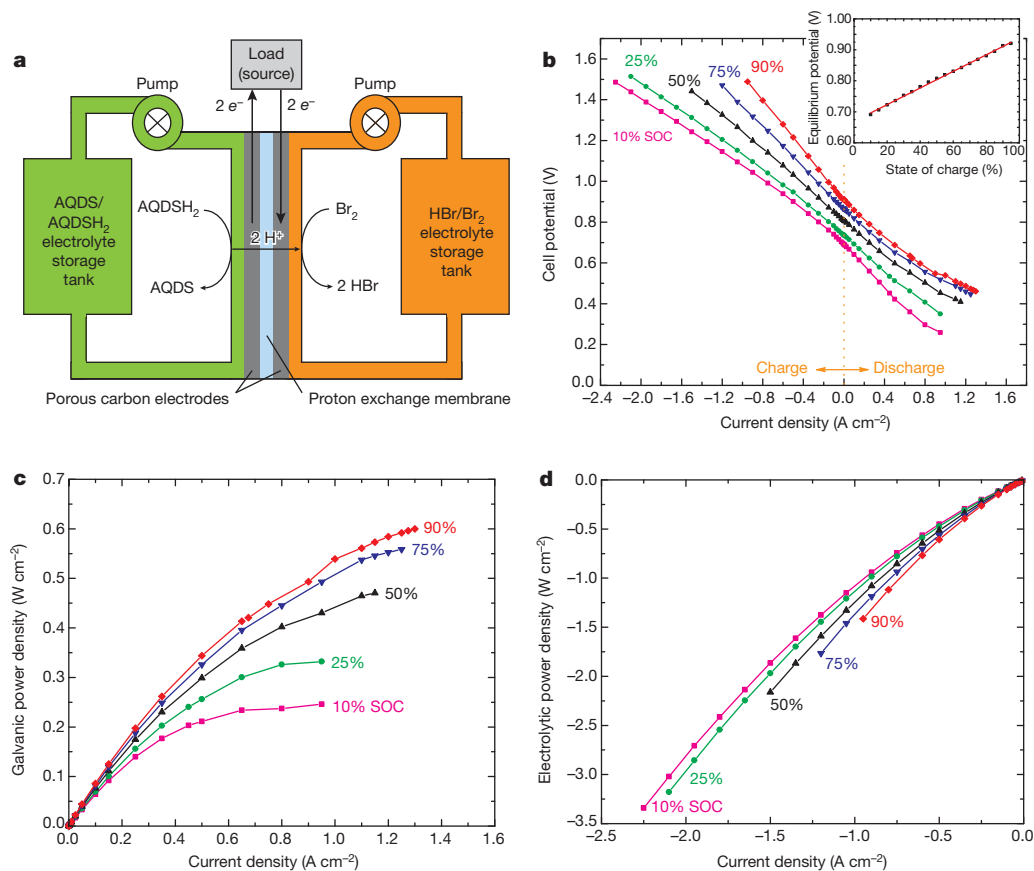 a
Load
(source)
Pump
Pump
2 e⁻
2 e⁻
AQDS/
AQDSH₂
electrolyte
storage
tank
AQDSH₂
AQDS
2 H⁺
Br₂
2 HBr
HBr/Br₂
electrolyte
storage
tank
Porous carbon electrodes
Proton exchange membrane
b
Cell potential (V)
1.6
1.4
1.2
1.0
0.8
0.6
0.4
0.2
0.0
25%
50%
75%
90%
10% SOC
Charge
Discharge
−2.4 −2.0 −1.6 −1.2 −0.8 −0.4 0.0 0.4 0.8 1.2 1.6
Current density (A cm⁻²)
Equilibrium potential (V)
1.00
0.90
0.80
0.70
0.60
0 20 40 60 80 100
State of charge (%)
c
Galvanic power density (W cm⁻²)
0.7
0.6
0.5
0.4
0.3
0.2
0.1
0.0
90%
75%
50%
25%
10% SOC
0.0 0.2 0.4 0.6 0.8 1.0 1.2 1.4 1.6
Current density (A cm⁻²)
d
Electrolytic power density (W cm⁻²)
0.0
−0.5
−1.0
−1.5
−2.0
−2.5
−3.0
−3.5
90%
75%
50%
25%
10% SOC
−2.5 −2.0 −1.5 −1.0 −0.5 0.0
Current density (A cm⁻²)